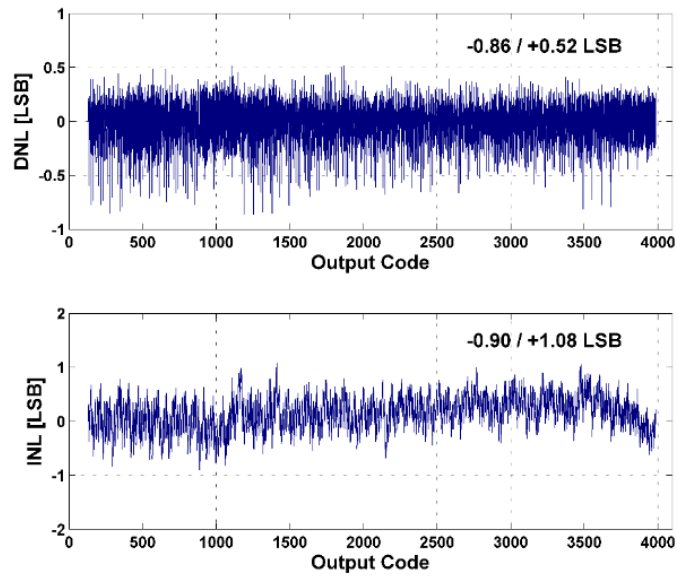 -0.86 / +0.52 LSB
DNL [LSB]
1
0.5
0
-0.5
-1
0 500 1000 1500 2000 2500 3000 3500 4000
Output Code
-0.90 / +1.08 LSB
INL [LSB]
2
1
0
-1
-2
0 500 1000 1500 2000 2500 3000 3500 4000
Output Code